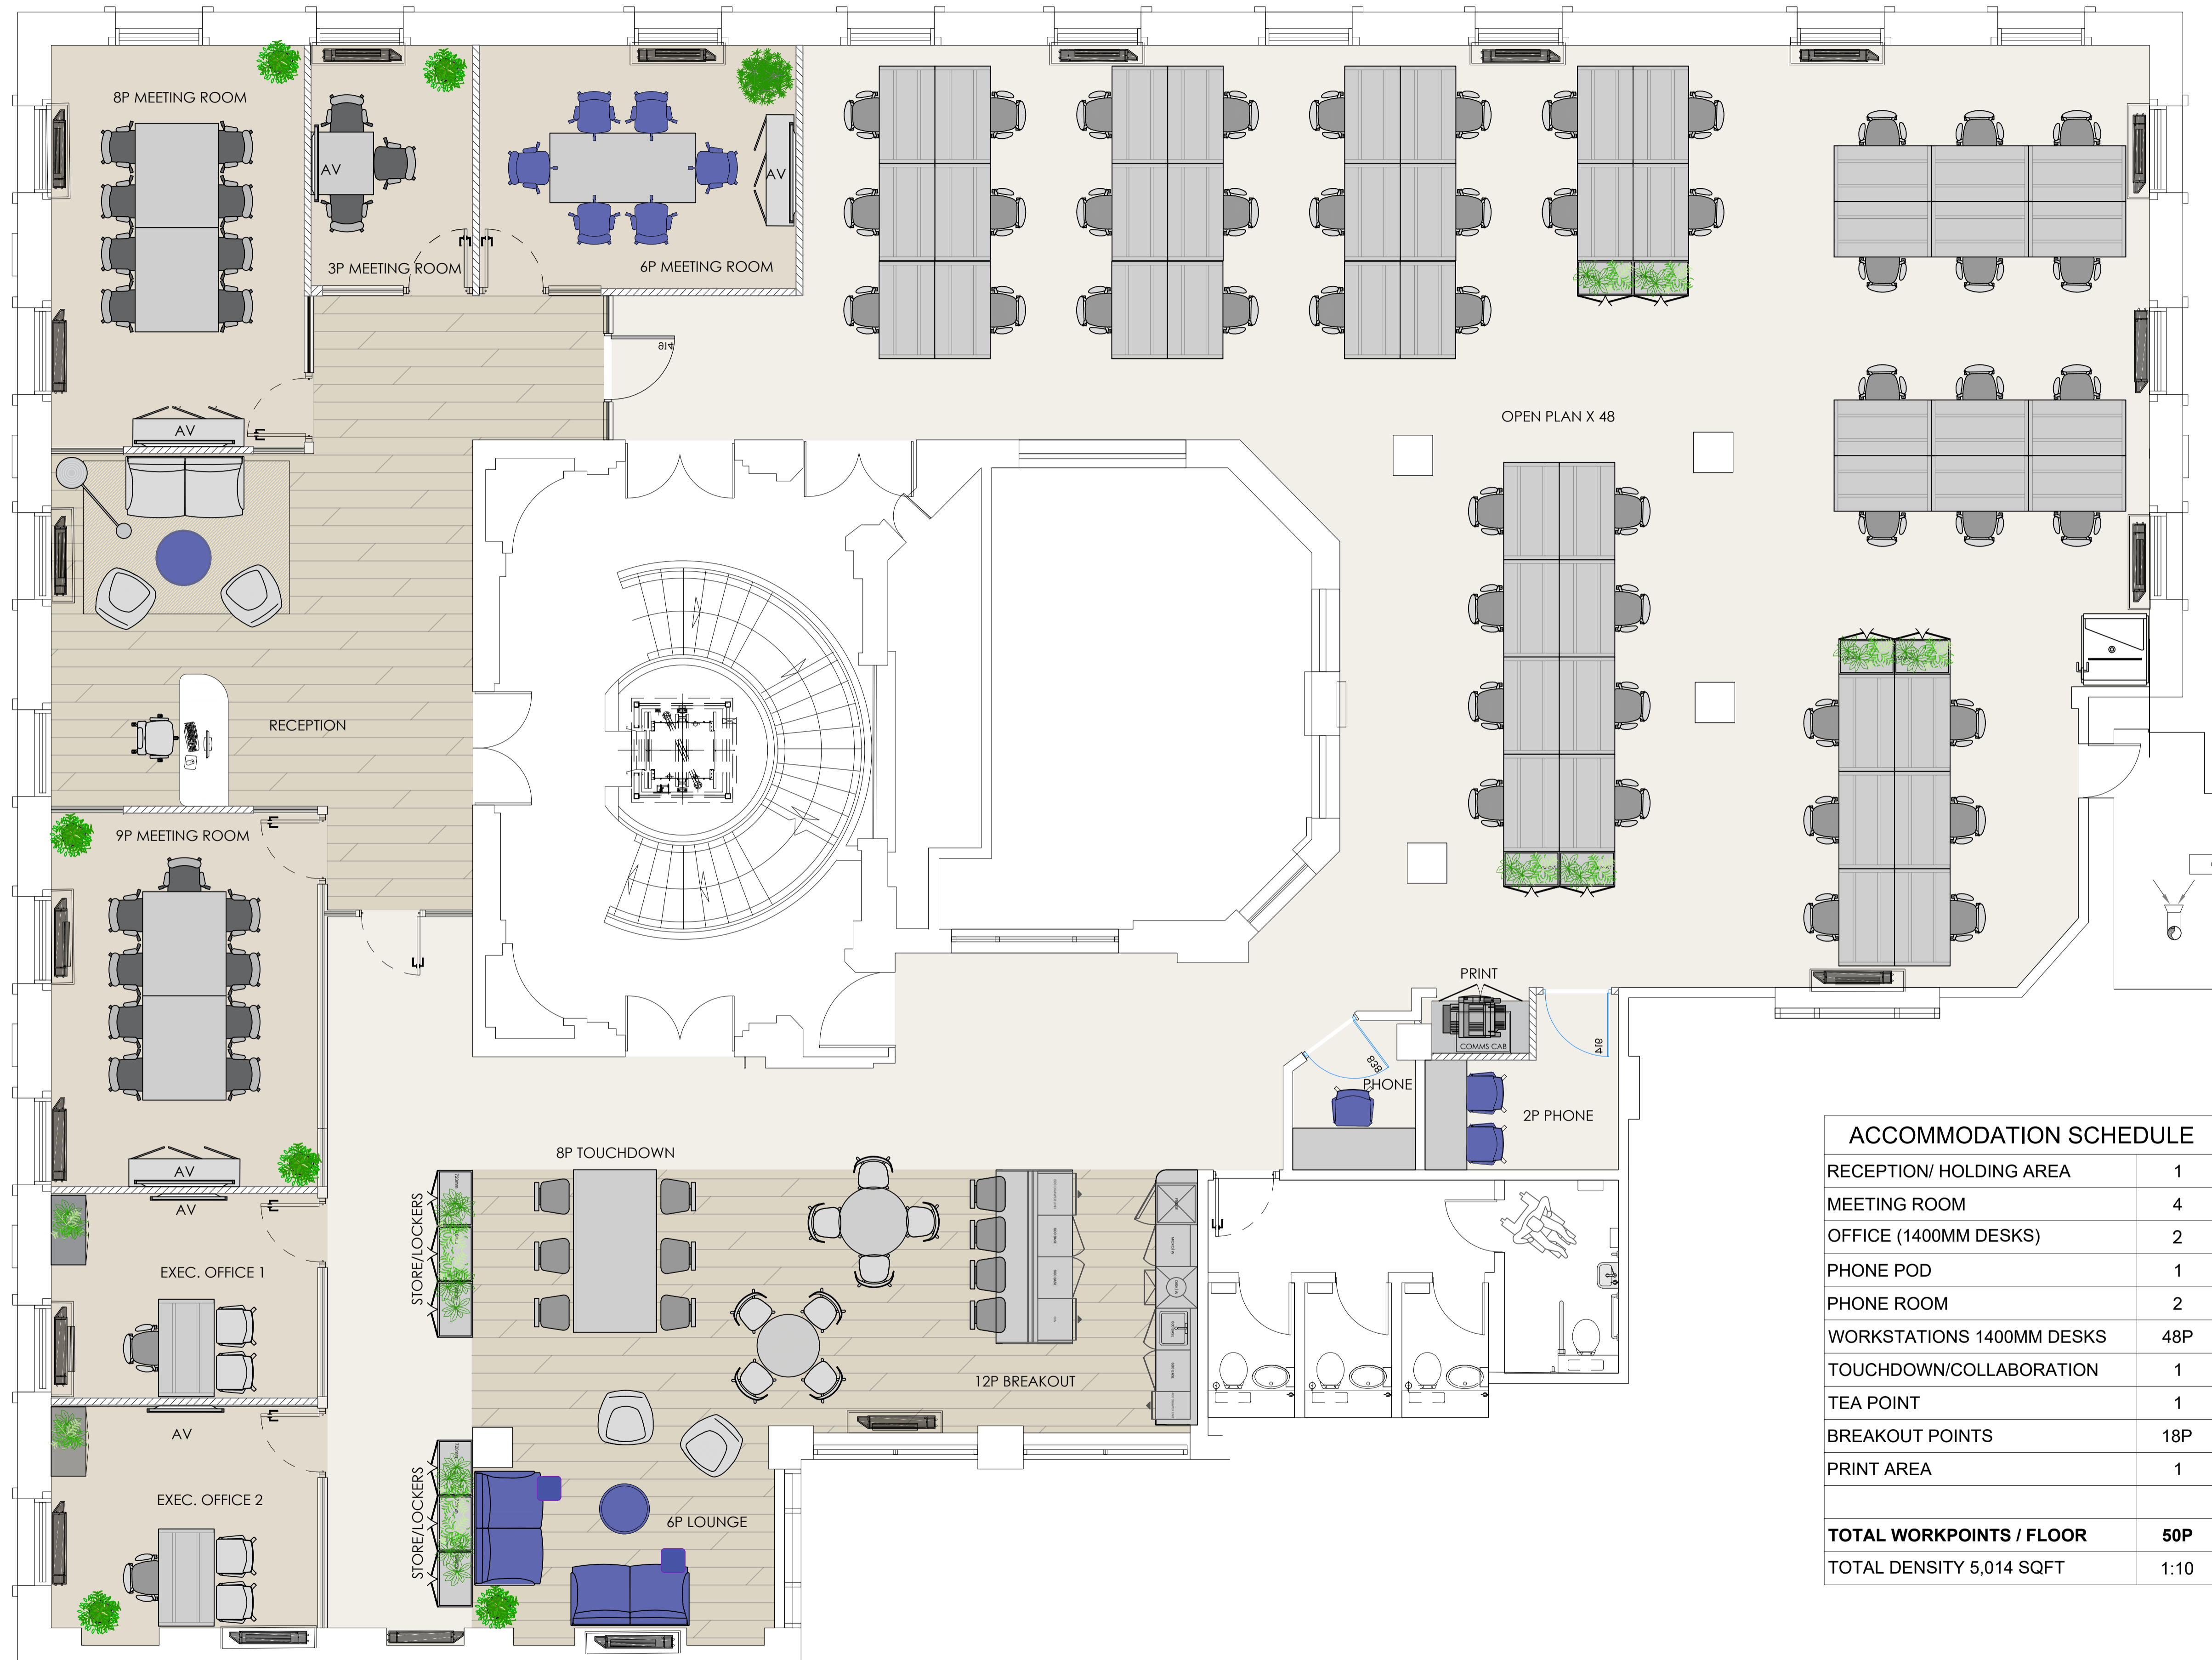 8P MEETING ROOM
AV
3P MEETING ROOM
AV
6P MEETING ROOM
AV
914
OPEN PLAN X 48
RECEPTION
9P MEETING ROOM
AV
AV
EXEC. OFFICE 1
AV
EXEC. OFFICE 2
STORE/LOCKERS
STORE/LOCKERS
8P TOUCHDOWN
12P BREAKOUT
6P LOUNGE
PRINT
COMMS CAB
838
PHONE
914
2P PHONE
ACCOMMODATION SCHEDULE
RECEPTION/ HOLDING AREA 1
MEETING ROOM 4
OFFICE (1400MM DESKS) 2
PHONE POD 1
PHONE ROOM 2
WORKSTATIONS 1400MM DESKS 48P
TOUCHDOWN/COLLABORATION 1
TEA POINT 1
BREAKOUT POINTS 18P
PRINT AREA 1
TOTAL WORKPOINTS / FLOOR 50P
TOTAL DENSITY 5,014 SQFT 1:10